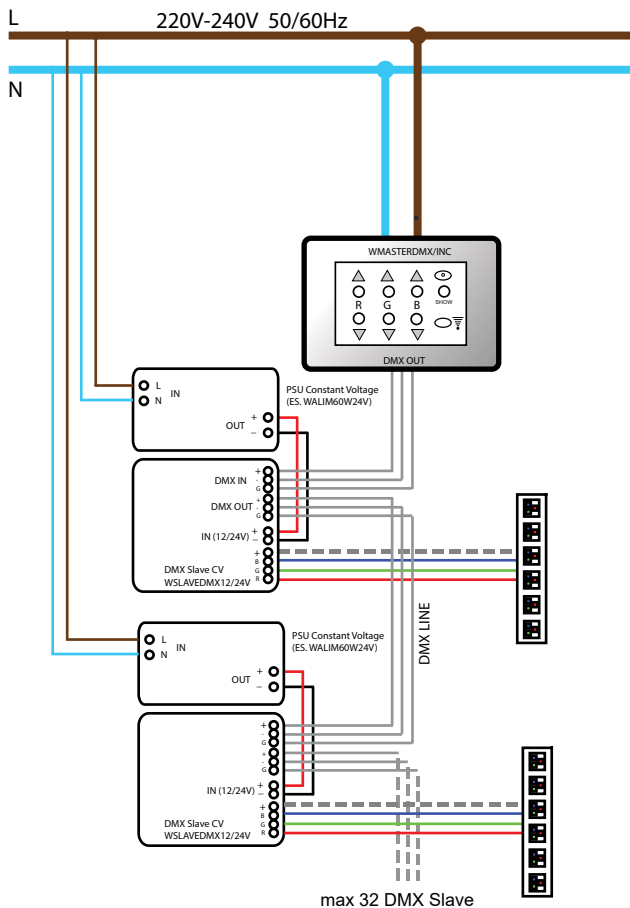 L
220V-240V 50/60Hz
N
WMASTERDMX/INC
R G B SHOW
DMX OUT
L
N
IN
PSU Constant Voltage
(ES. WALIM60W24V)
OUT
+
–
DMX IN
+
-
G
DMX OUT
+
-
G
IN (12/24V)
+
–
+
B
G
R
DMX Slave CV
WSLAVEDMX12/24V
DMX LINE
L
N
IN
PSU Constant Voltage
(ES. WALIM60W24V)
OUT
+
–
+
-
G
+
-
G
IN (12/24V)
+
–
+
B
G
R
DMX Slave CV
WSLAVEDMX12/24V
max 32 DMX Slave